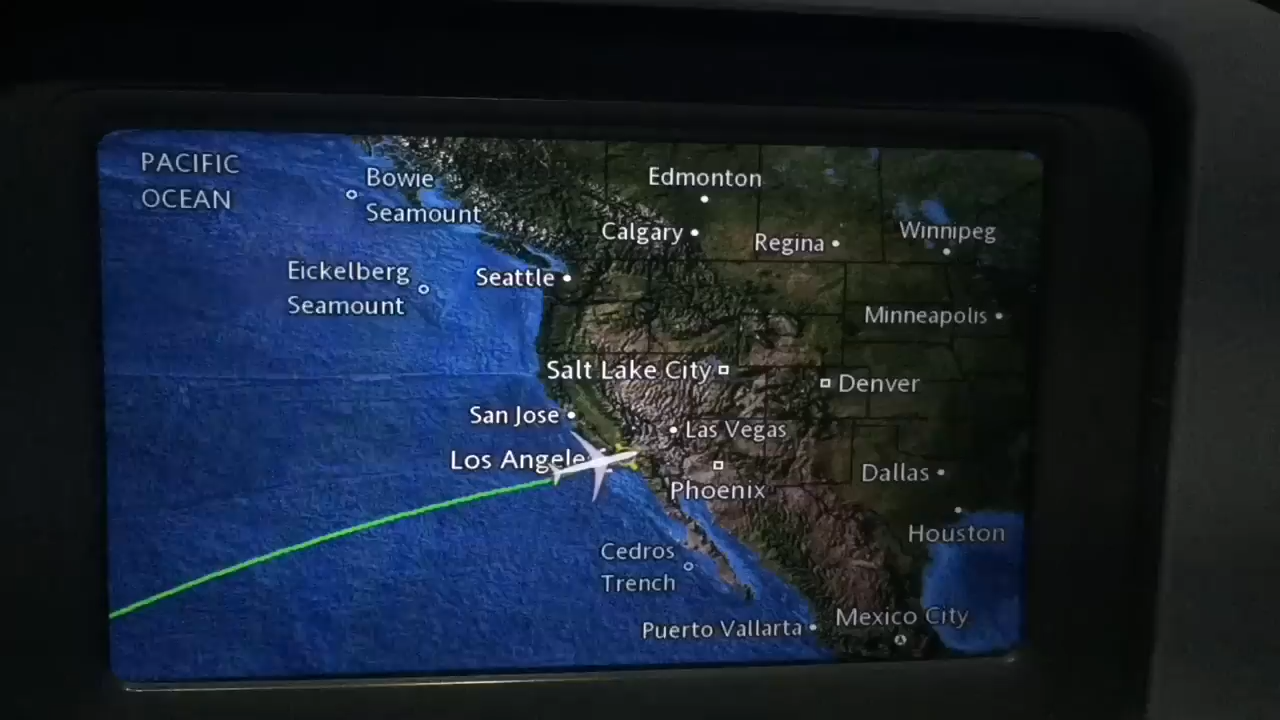 PACIFIC
OCEAN
Bowie
Seamount
Edmonton
Calgary
Regina
Winnipeg
Eickelberg
Seamount
Seattle
Minneapolis
Salt Lake City
Denver
San Jose
Las Vegas
Los Angele
Phoenix
Dallas
Houston
Cedros
Trench
Puerto Vallarta
Mexico City